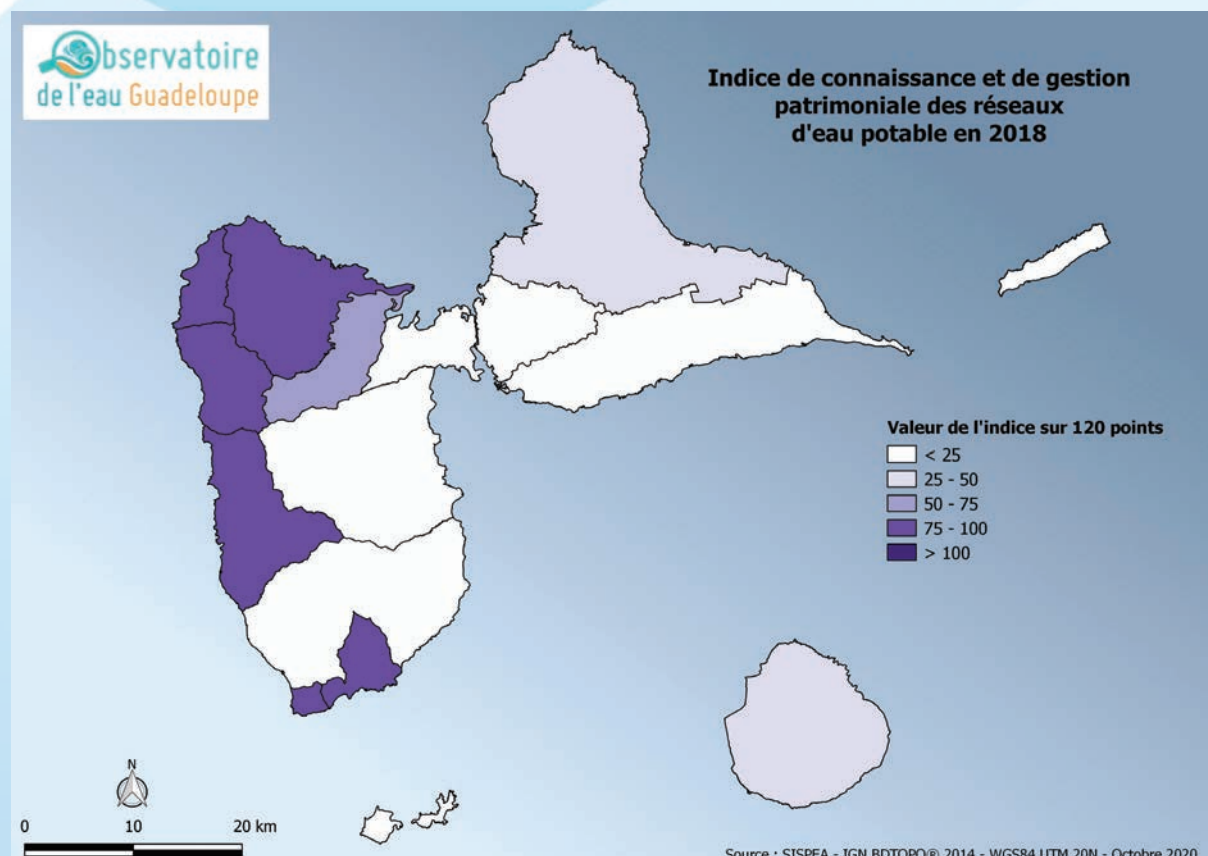 Observatoire
de l'eau Guadeloupe
Indice de connaissance et de gestion
patrimoniale des réseaux
d'eau potable en 2018
Valeur de l'indice sur 120 points
< 25
25 - 50
50 - 75
75 - 100
> 100
N
0 10 20 km
Source : SISPEA - IGN BDTOPO® 2014 - WGS84 UTM 20N - Octobre 2020